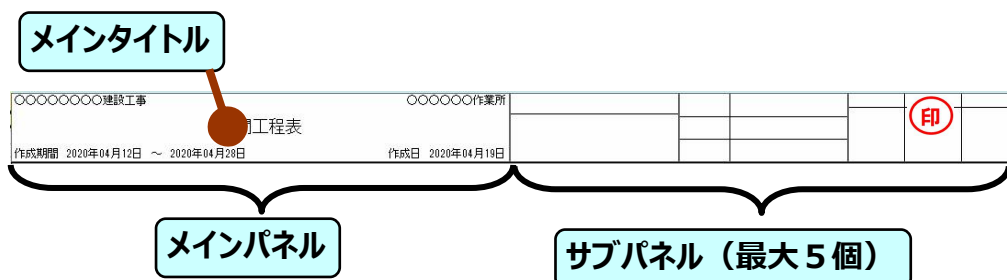 メインタイトル
○○○○○○○○建設工事
○○○○○○作業所
間工程表
印
作成期間 2020年04月12日 ～ 2020年04月28日
作成日 2020年04月19日
メインパネル
サブパネル（最大５個）